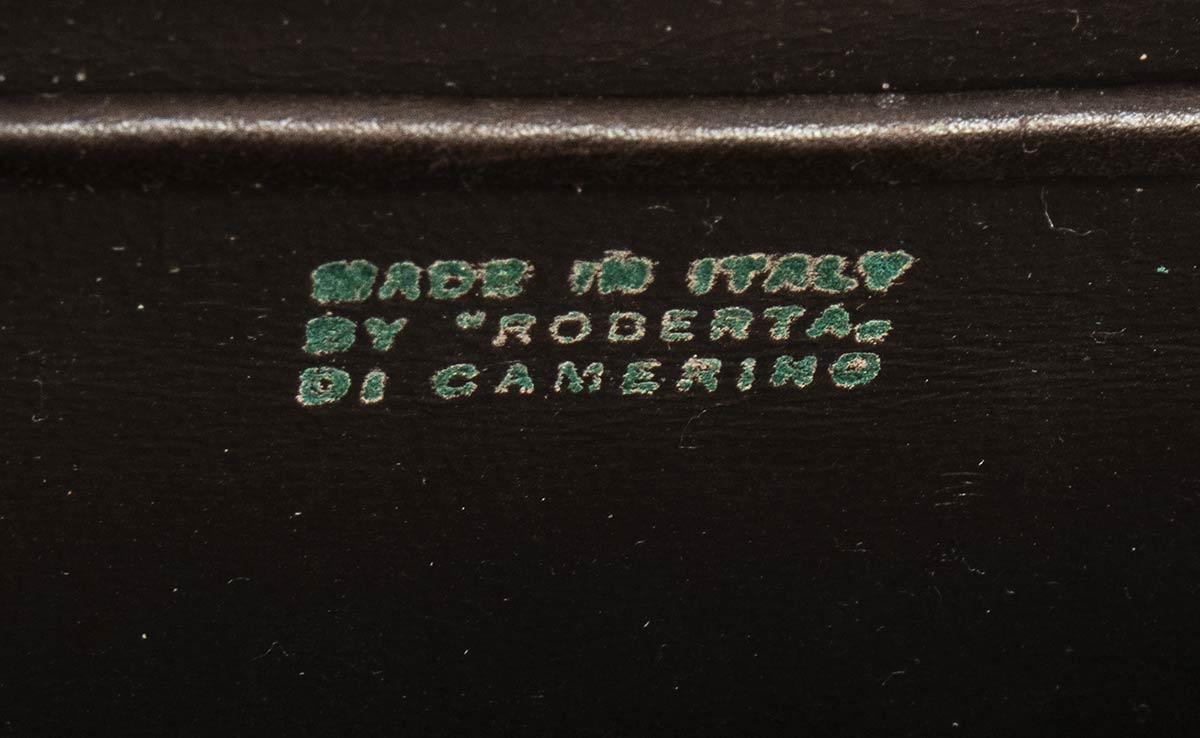 MADE IN ITALY
BY "ROBERTA"
DI CAMERINO